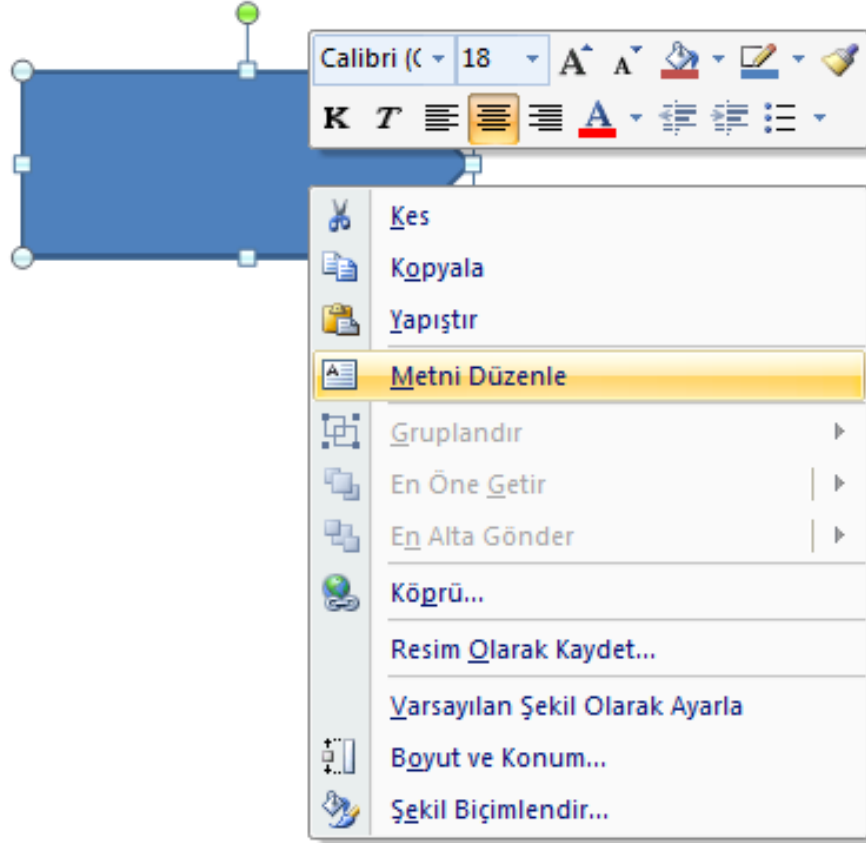 Calibri (C 18 A A
K T A
Kes
Kopyala
Yapıştır
Metni Düzenle
Gruplandır
En Öne Getir
En Alta Gönder
Köprü...
Resim Olarak Kaydet...
Varsayılan Şekil Olarak Ayarla
Boyut ve Konum...
Şekil Biçimlendir...